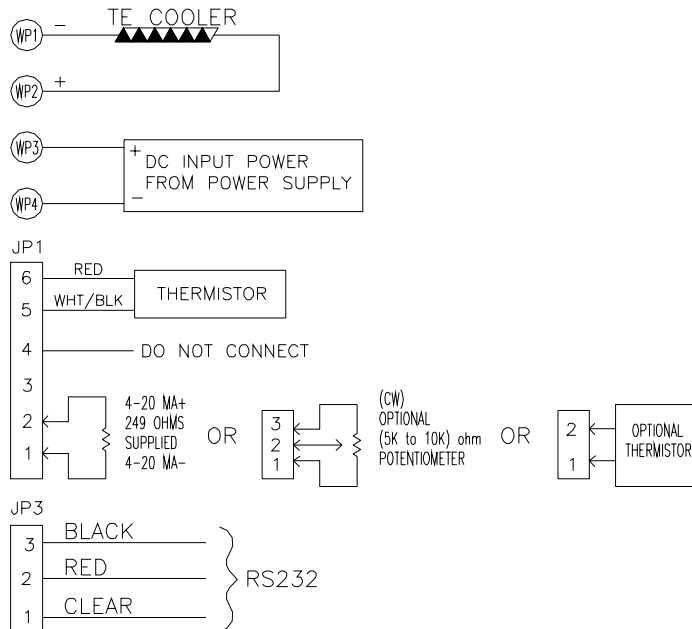 TE COOLER
WP1 −
WP2 +
WP3
WP4
+ DC INPUT POWER
FROM POWER SUPPLY
−
JP1
6 RED
THERMISTOR
5 WHT/BLK
4 DO NOT CONNECT
3
2
1
4-20 MA+
249 OHMS
SUPPLIED
4-20 MA-
OR
3
2
1
(CW)
OPTIONAL
(5K to 10K) ohm
POTENTIOMETER
OR
2
1
OPTIONAL
THERMISTOR
JP3
3 BLACK
2 RED
1 CLEAR
RS232